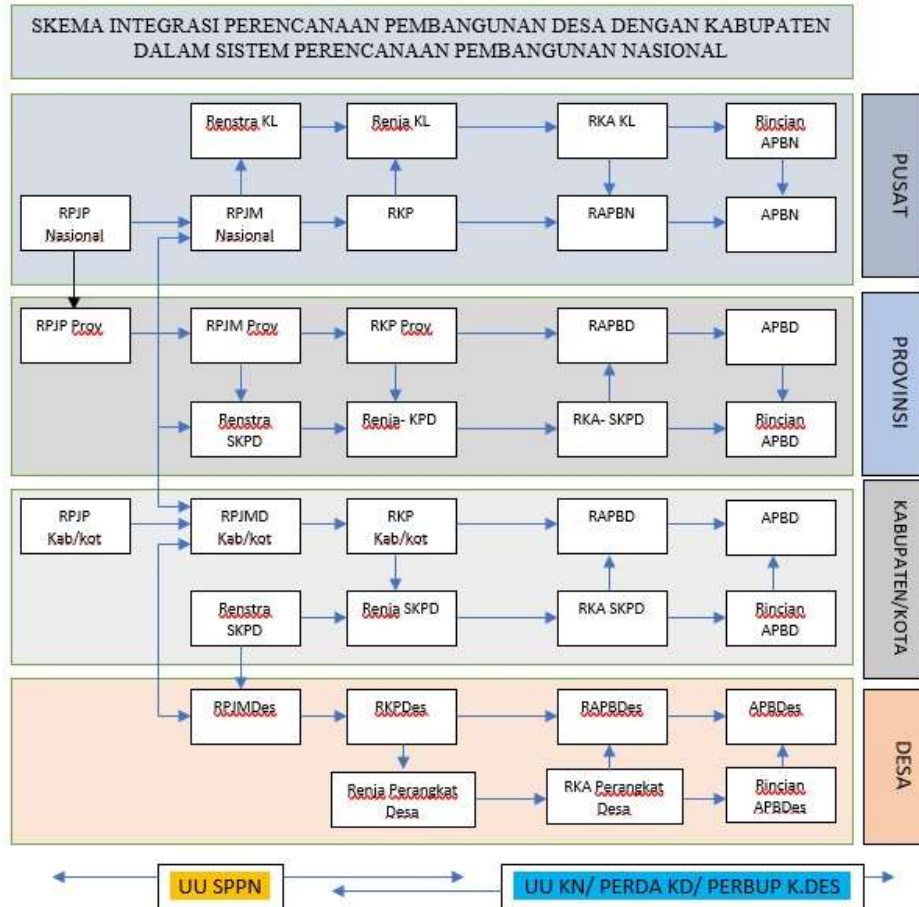 SKEMA INTEGRASI PERENCANAAN PEMBANGUNAN DESA DENGAN KABUPATEN
DALAM SISTEM PERENCANAAN PEMBANGUNAN NASIONAL
PUSAT
Renstra KL
Renja KL
RKA KL
Rincian
APBN
RPJP
Nasional
RPJM
Nasional
RKP
RAPBN
APBN
PROVINSI
RPJP Prov
RPJM Prov
RKP Prov
RAPBD
APBD
Renstra
SKPD
Renja- KPD
RKA- SKPD
Rincian
APBD
KABUPATEN/KOTA
RPJP
Kab/kot
RPJMD
Kab/kot
RKP
Kab/kot
RAPBD
APBD
Renstra
SKPD
Renja SKPD
RKA SKPD
Rincian
APBD
DESA
RPJMDes
RKPDes
RAPBDes
APBDes
Renja Perangkat
Desa
RKA Perangkat
Desa
Rincian
APBDes
UU SPPN
UU KN/ PERDA KD/ PERBUP K.DES